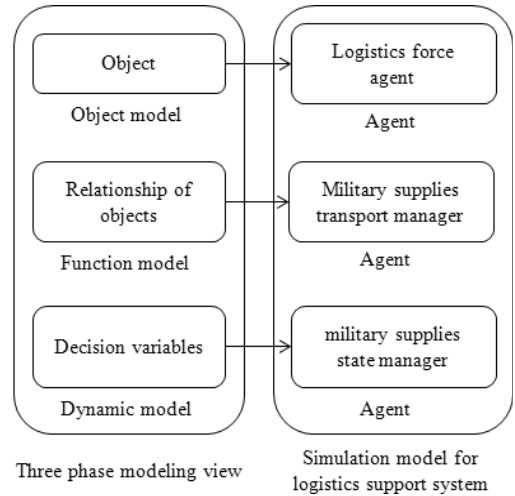 Object
Object model
Relationship of
objects
Function model
Decision variables
Dynamic model
Three phase modeling view
Logistics force
agent
Agent
Military supplies
transport manager
Agent
military supplies
state manager
Agent
Simulation model for
logistics support system